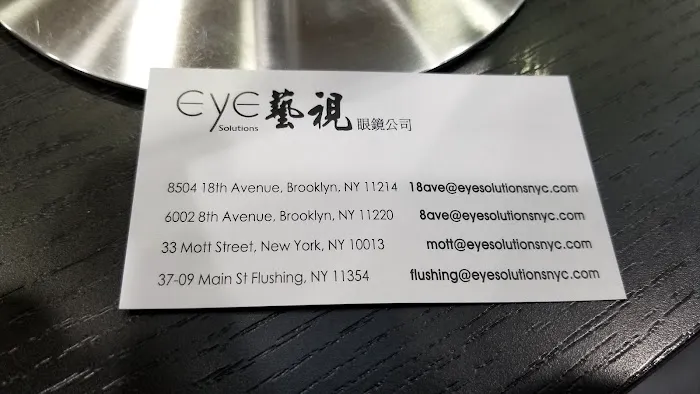 EyE Solutions 藝視 眼鏡公司
8504 18th Avenue, Brooklyn, NY 11214 18ave@eyesolutionsnyc.com
6002 8th Avenue, Brooklyn, NY 11220 8ave@eyesolutionsnyc.com
33 Mott Street, New York, NY 10013 mott@eyesolutionsnyc.com
37-09 Main St Flushing, NY 11354 flushing@eyesolutionsnyc.com